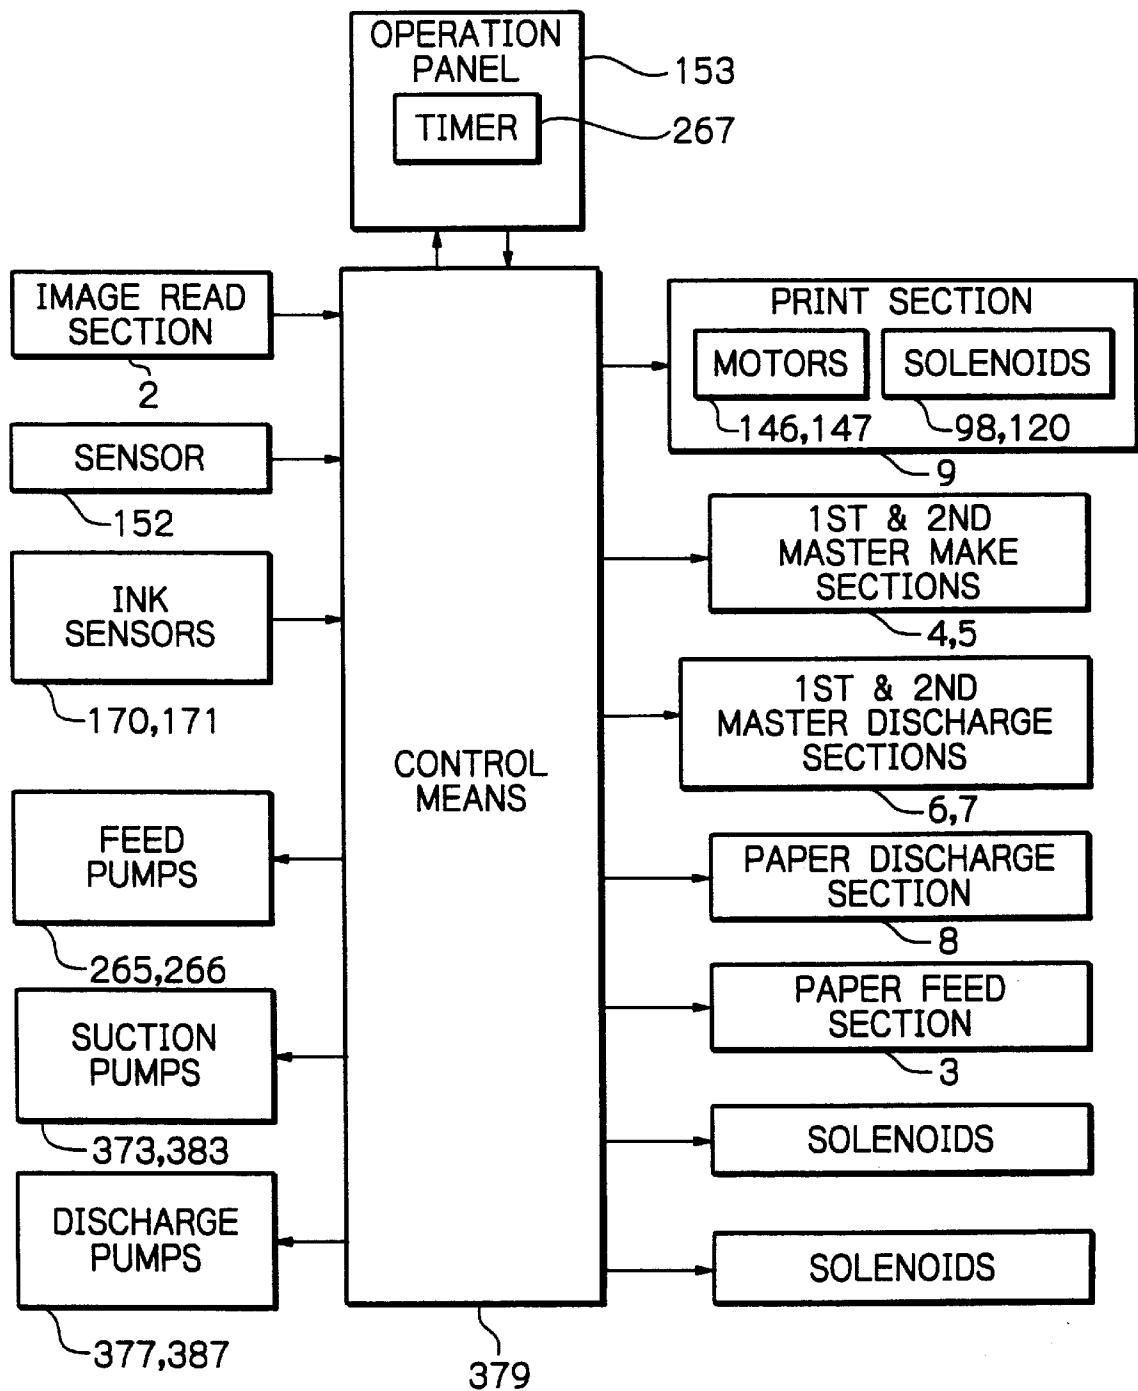 OPERATION
PANEL
TIMER
153
267
IMAGE READ
SECTION
2
SENSOR
152
INK
SENSORS
170,171
FEED
PUMPS
265,266
SUCTION
PUMPS
373,383
DISCHARGE
PUMPS
377,387
CONTROL
MEANS
379
PRINT SECTION
MOTORS
SOLENOIDS
146,147
98,120
9
1ST & 2ND
MASTER MAKE
SECTIONS
4,5
1ST & 2ND
MASTER DISCHARGE
SECTIONS
6,7
PAPER DISCHARGE
SECTION
8
PAPER FEED
SECTION
3
SOLENOIDS
SOLENOIDS